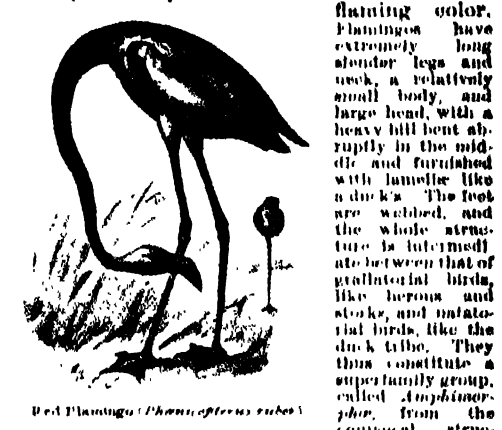 flaming color.
Flamingos have
extremely long
slender legs and
neck, a relatively
small body, and
large head, with a
heavy bill bent ab-
ruptly in the mid-
dle and furnished
with lamellæ like
a duck's The feet
are webbed, and
the whole struc-
ture is intermedi-
ate between that of
grallatorial birds,
like herons and
storks, and natato-
rial birds, like the
duck tribe. They
thus constitute a
superfamily group,
called Amphimor-
phæ, from the
compound struc-
Red Flamingo (Phœnicopterus ruber)